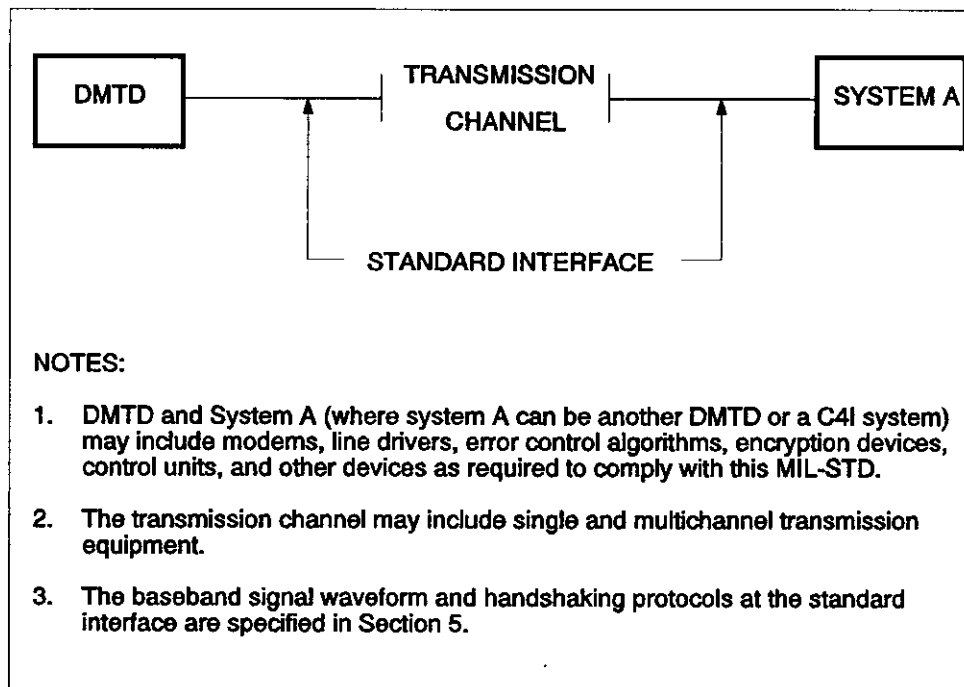 DMTD
TRANSMISSION
CHANNEL
SYSTEM A
STANDARD INTERFACE
NOTES:
1. DMTD and System A (where system A can be another DMTD or a C4I system)
may include modems, line drivers, error control algorithms, encryption devices,
control units, and other devices as required to comply with this MIL-STD.
2. The transmission channel may include single and multichannel transmission
equipment.
3. The baseband signal waveform and handshaking protocols at the standard
interface are specified in Section 5.